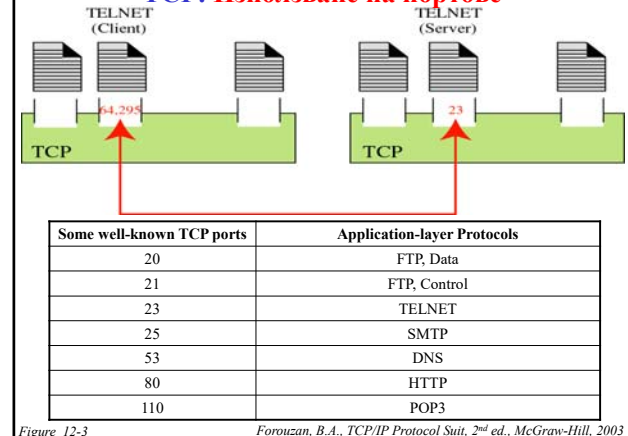 TCP: Използване на портове
TELNET
(Client)
TELNET
(Server)
64,295
23
TCP
TCP
Some well-known TCP ports Application-layer Protocols
20 FTP, Data
21 FTP, Control
23 TELNET
25 SMTP
53 DNS
80 HTTP
110 POP3
Figure 12-3 Forouzan, B.A., TCP/IP Protocol Suit, 2nd ed., McGraw-Hill, 2003